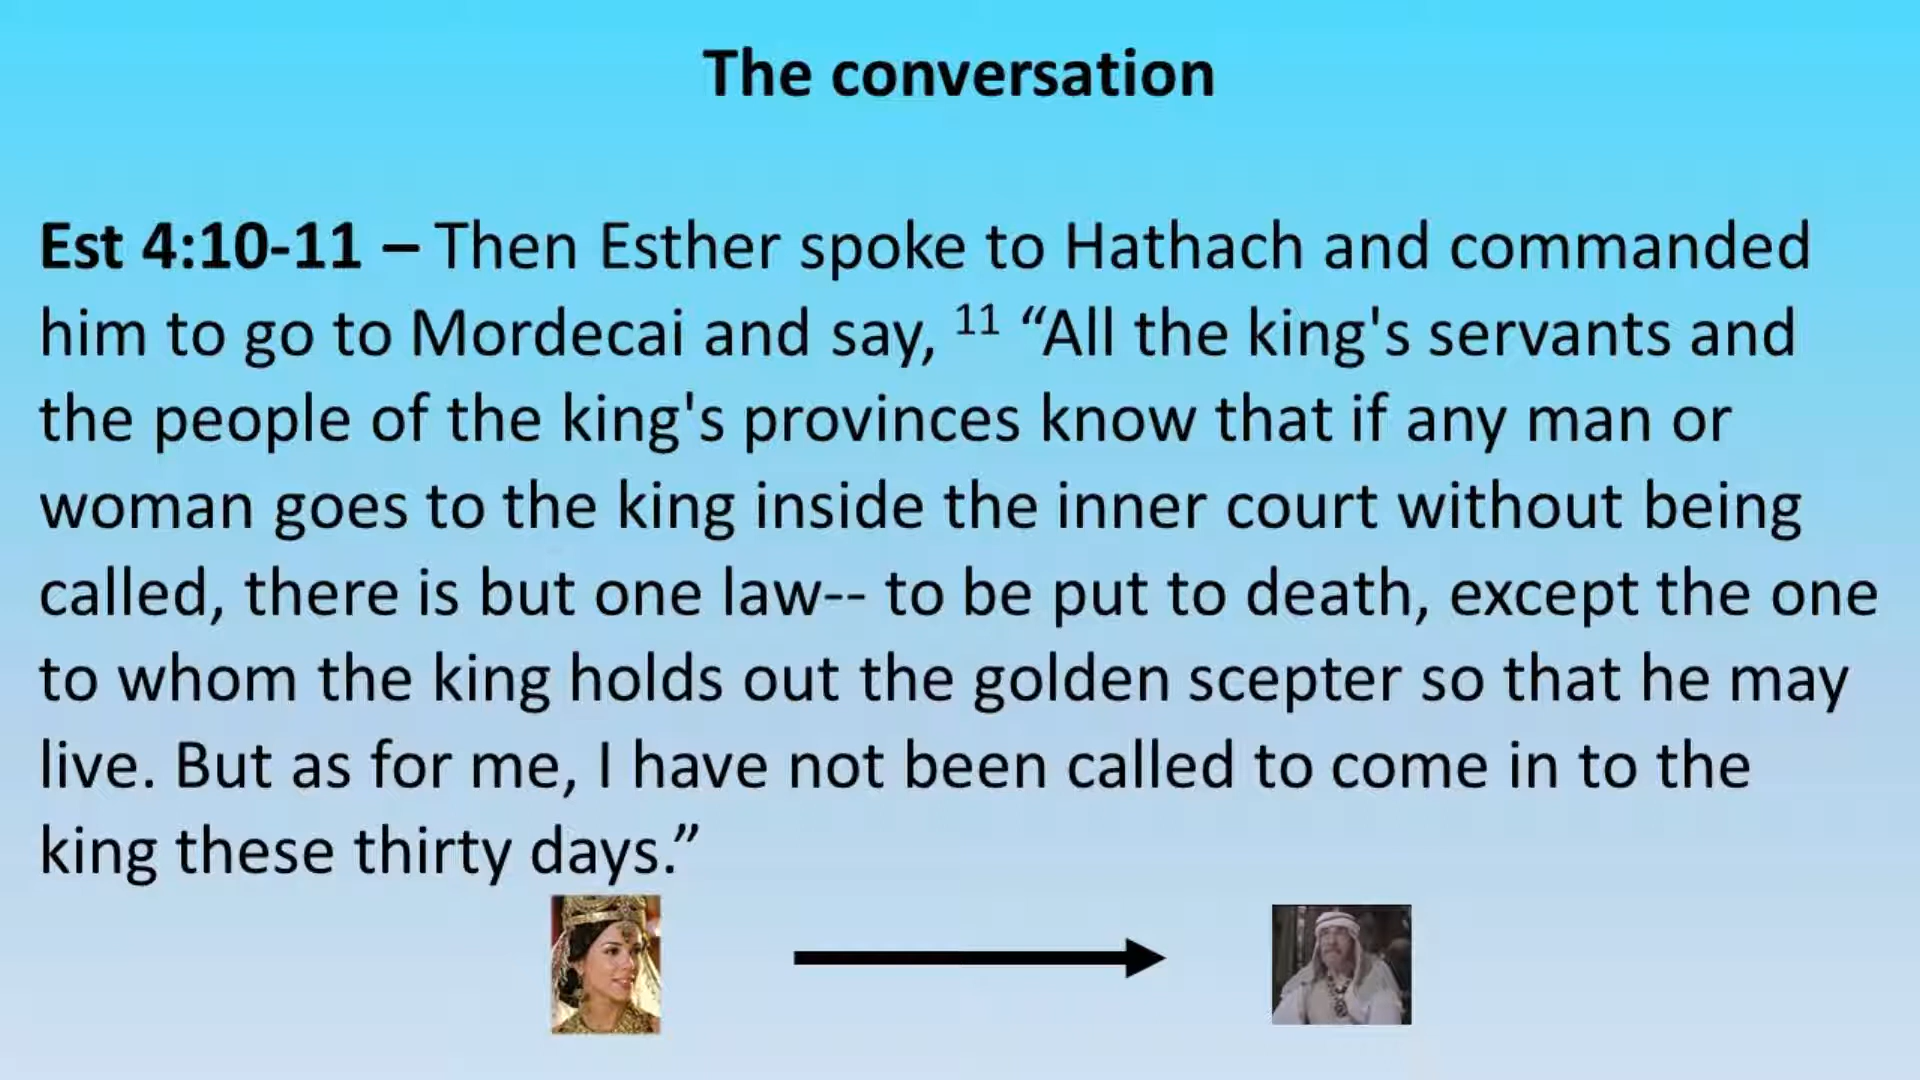 The conversation
Est 4:10-11 – Then Esther spoke to Hathach and commanded
him to go to Mordecai and say, 11 “All the king's servants and
the people of the king's provinces know that if any man or
woman goes to the king inside the inner court without being
called, there is but one law-- to be put to death, except the one
to whom the king holds out the golden scepter so that he may
live. But as for me, I have not been called to come in to the
king these thirty days.”